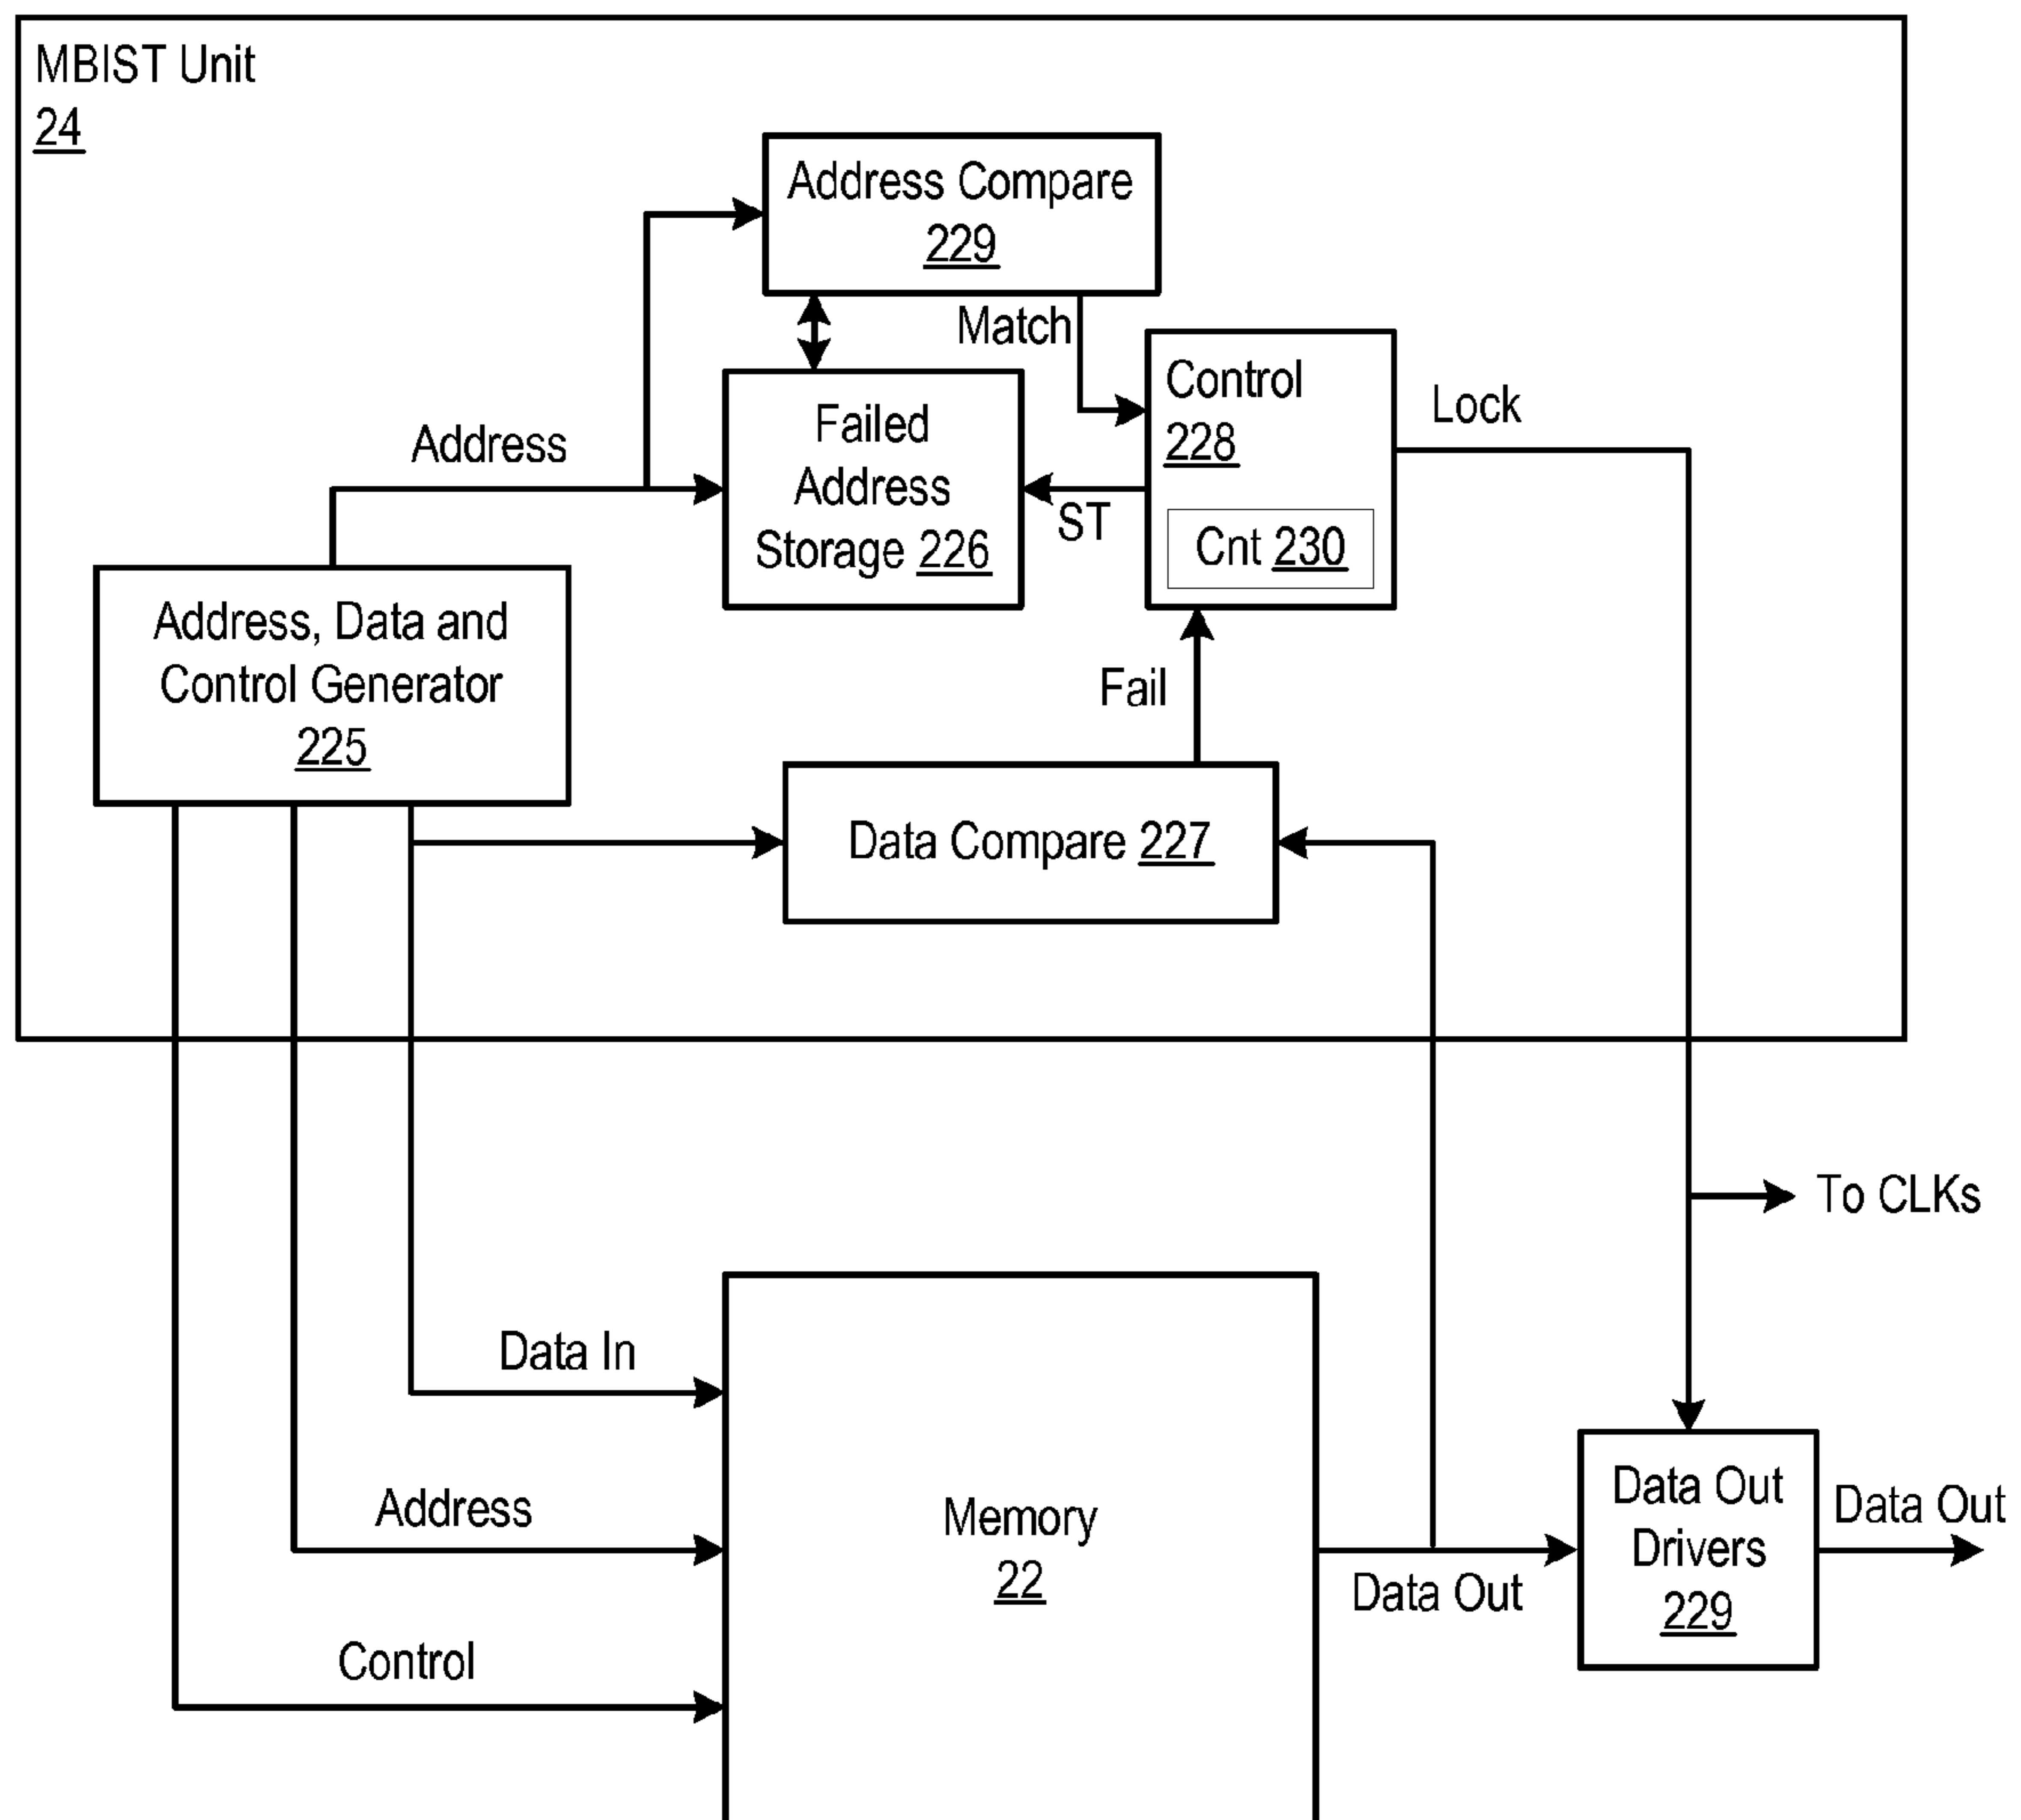 MBIST Unit
24
Address Compare
229
Match
Control
228
Lock
Failed
Address
Storage 226
Address
ST
Cnt 230
Address, Data and
Control Generator
225
Fail
Data Compare 227
To CLKs
Data In
Address
Memory
22
Control
Data Out
Data Out
Drivers
229
Data Out